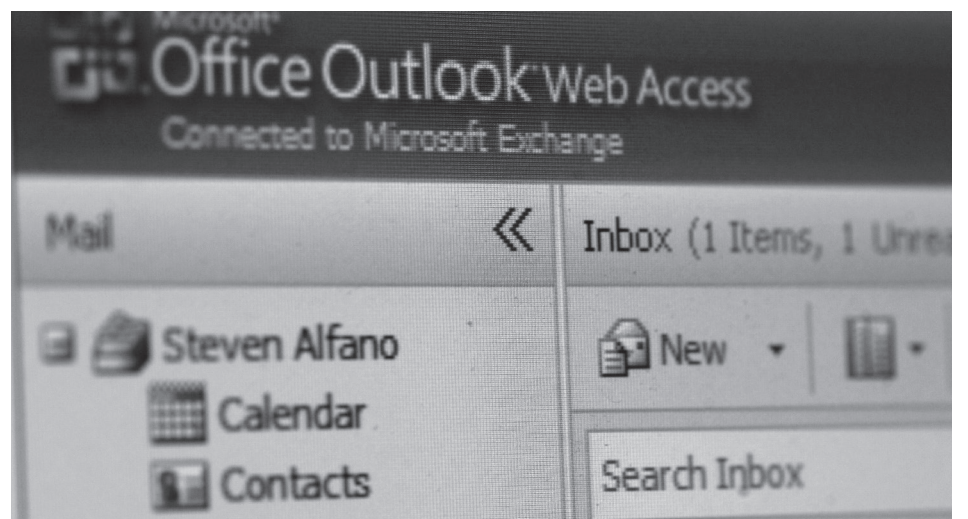 Microsoft®
Office Outlook™ Web Access
Connected to Microsoft Exchange
Mail
Inbox (1 Items, 1
Steven Alfano
New
Calendar
Search Inbox
Contacts